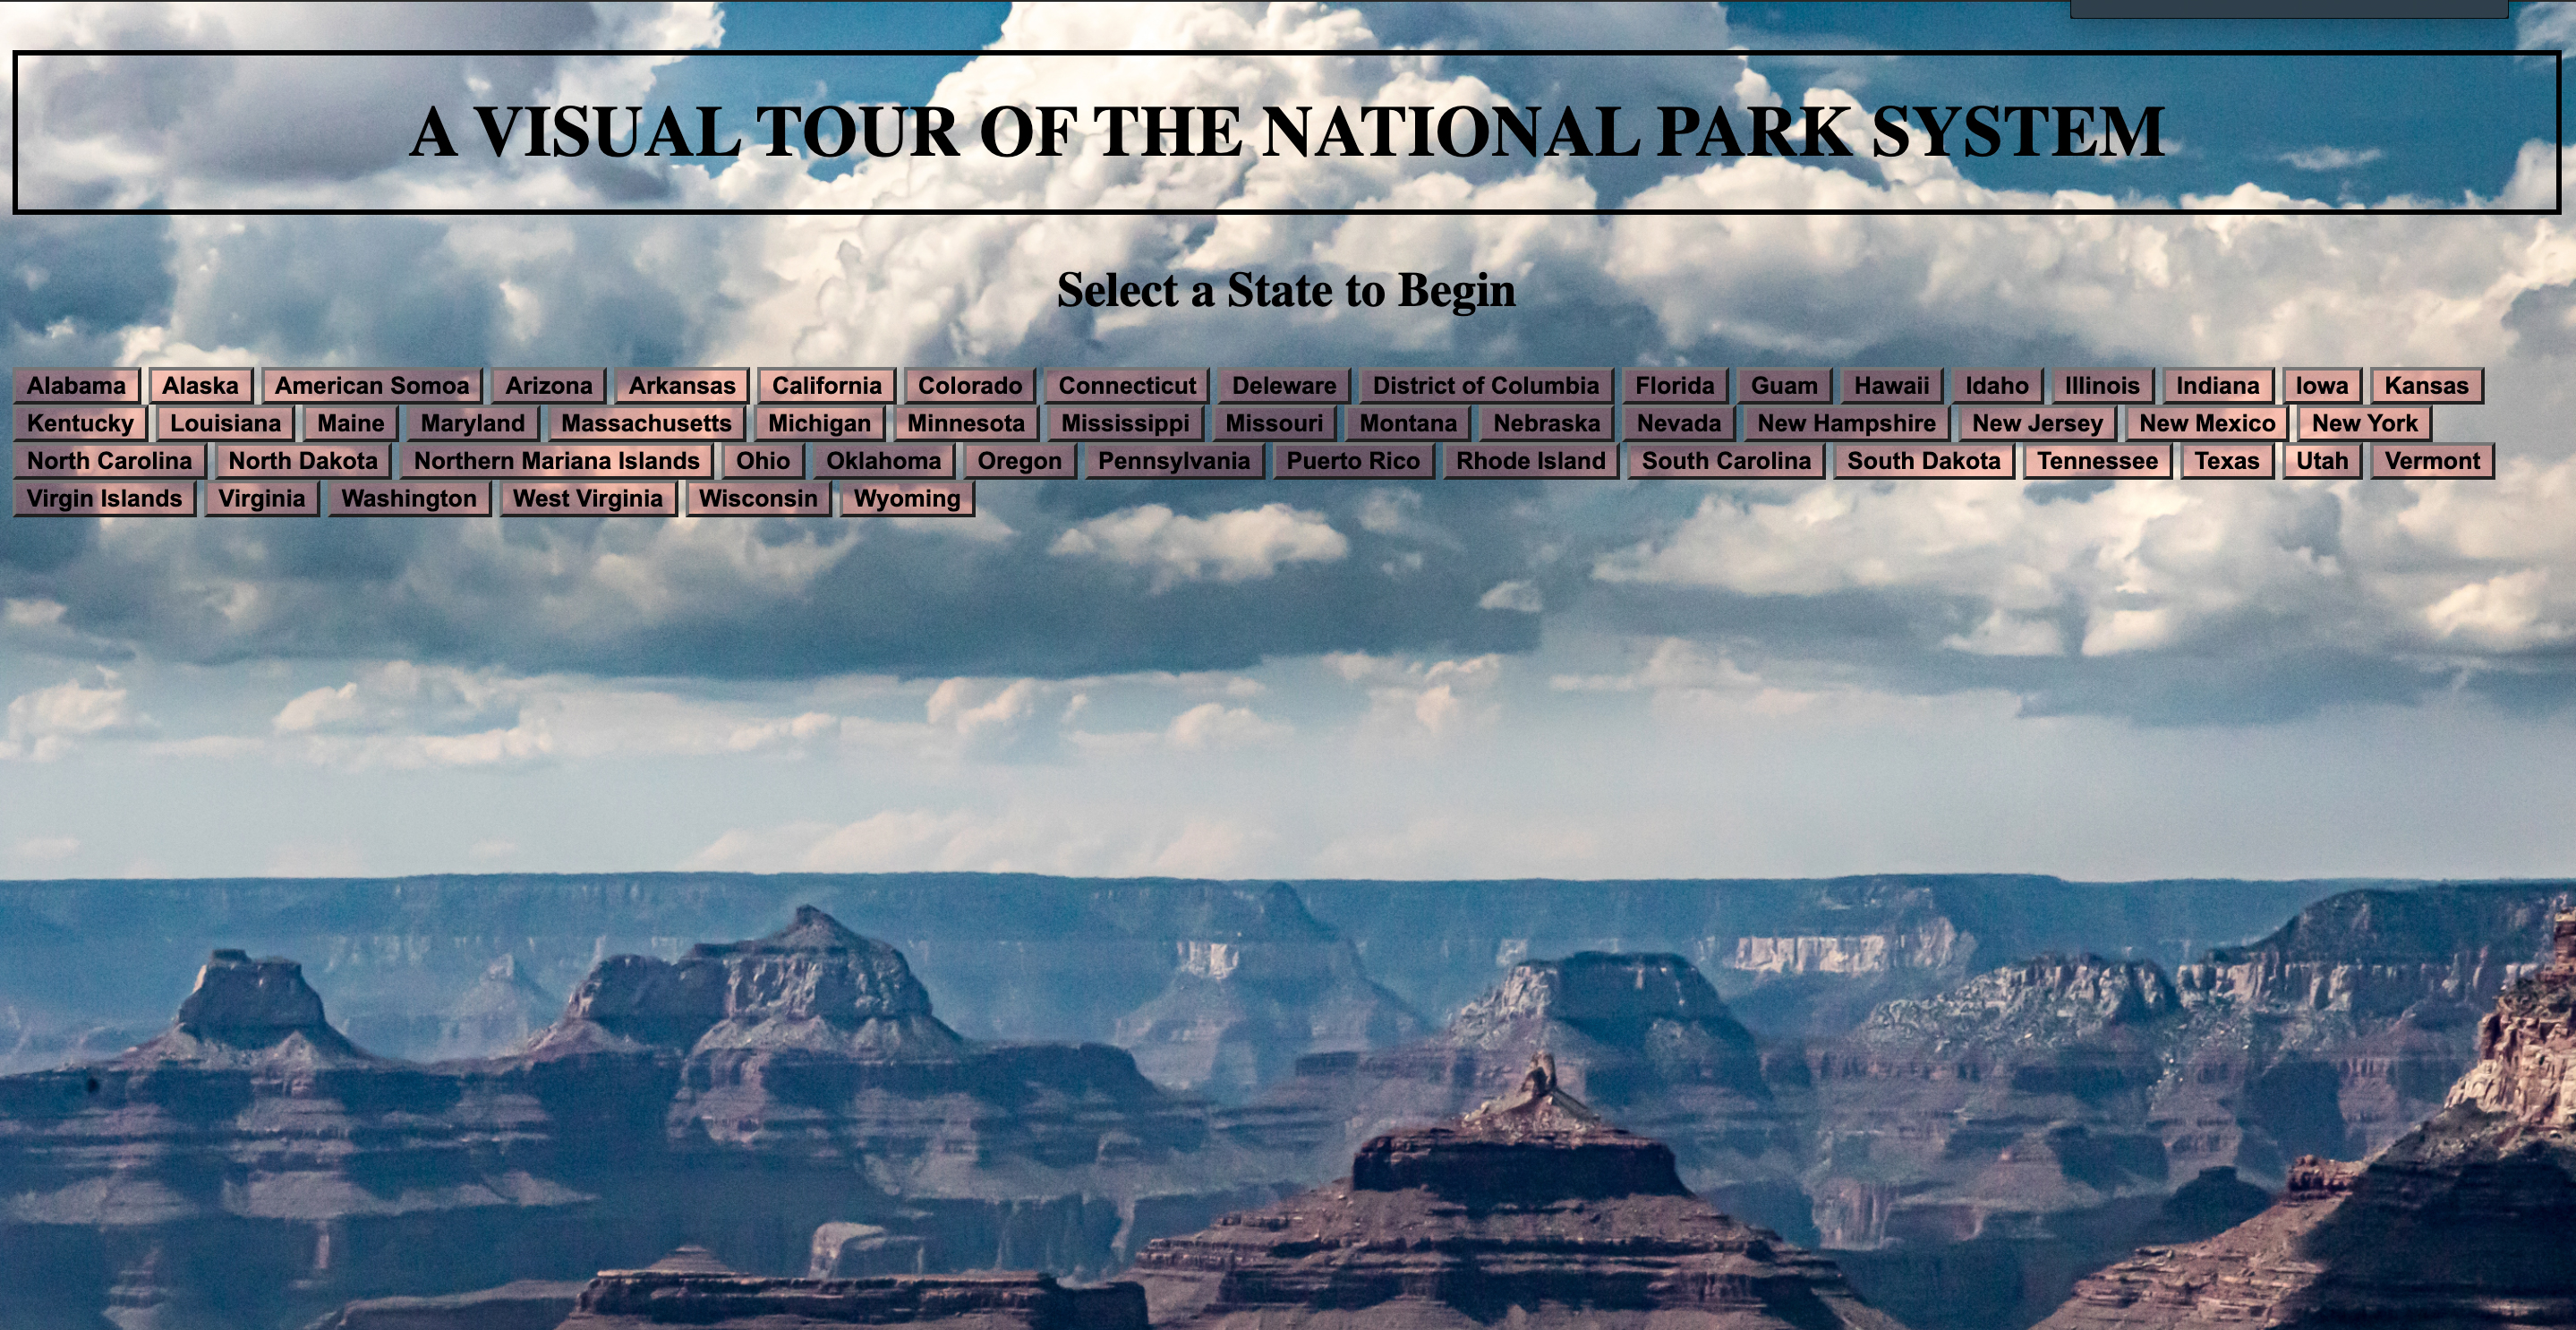 A VISUAL TOUR OF THE NATIONAL PARK SYSTEM
Select a State to Begin
Alabama Alaska American Somoa Arizona Arkansas California Colorado Connecticut Deleware District of Columbia Florida Guam Hawaii Idaho Illinois Indiana Iowa Kansas
Kentucky Louisiana Maine Maryland Massachusetts Michigan Minnesota Mississippi Missouri Montana Nebraska Nevada New Hampshire New Jersey New Mexico New York
North Carolina North Dakota Northern Mariana Islands Ohio Oklahoma Oregon Pennsylvania Puerto Rico Rhode Island South Carolina South Dakota Tennessee Texas Utah Vermont
Virgin Islands Virginia Washington West Virginia Wisconsin Wyoming